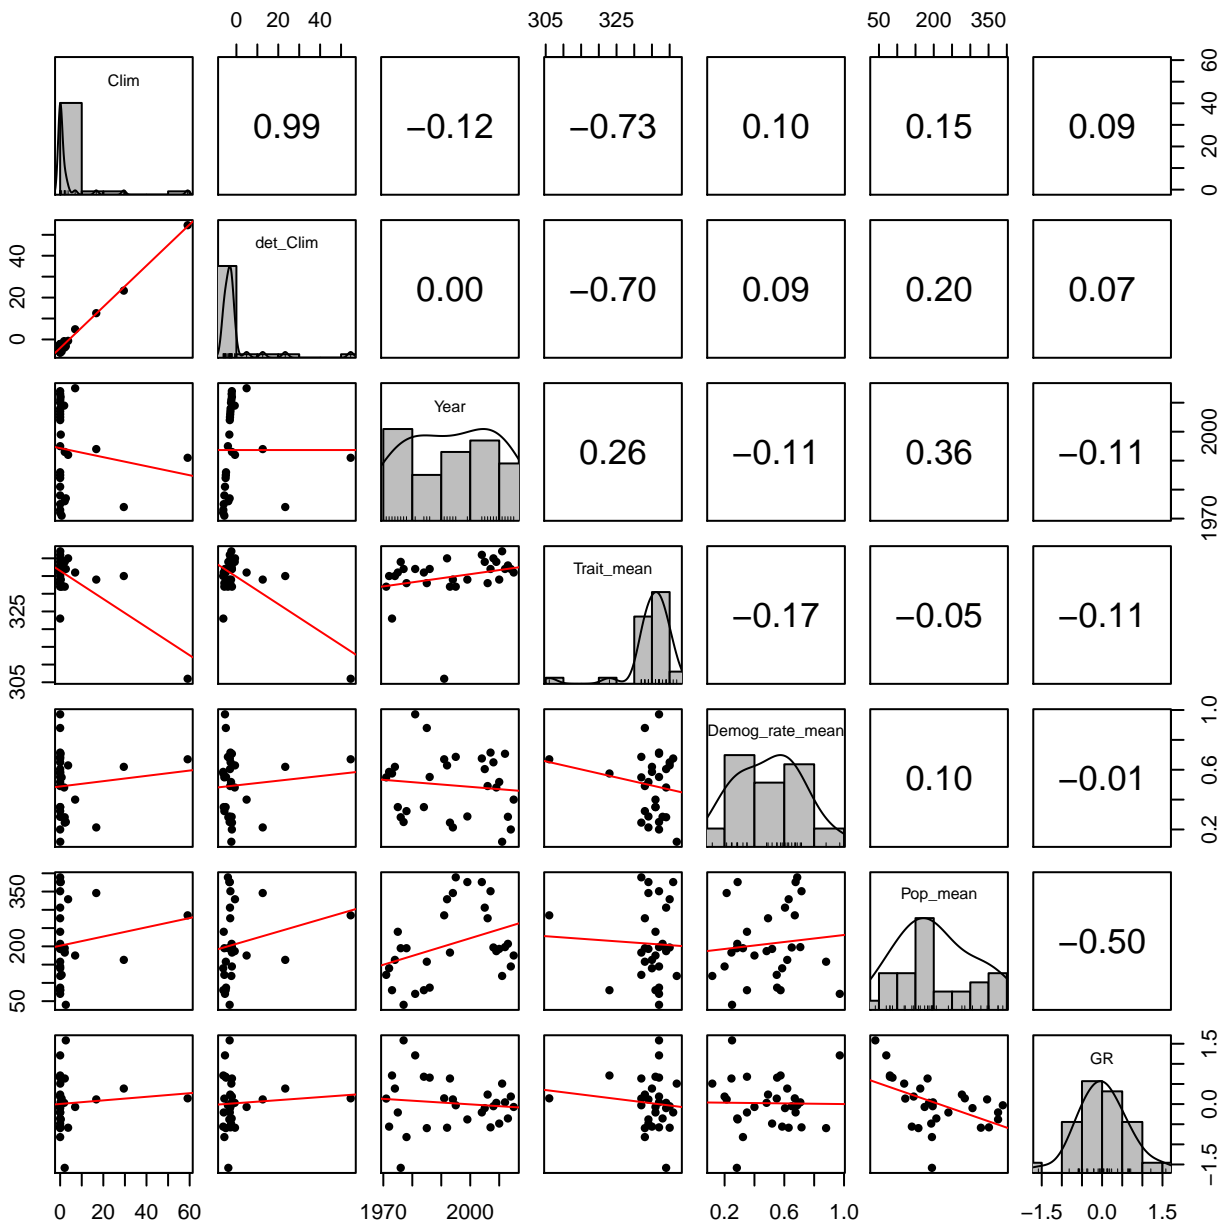 0 20 40 305 325 50 200 350
Clim 0.99 −0.12 −0.73 0.10 0.15 0.09 0 20 40 60
0 20 40 det_Clim 0.00 −0.70 0.09 0.20 0.07
Year 0.26 −0.11 0.36 −0.11 1970 2000
305 325 Trait_mean −0.17 −0.05 −0.11
Demog_rate_mean 0.10 −0.01 0.2 0.6 1.0
50 200 350 Pop_mean −0.50
GR −1.5 0.0 1.5
0 20 40 60 1970 2000 0.2 0.6 1.0 −1.5 0.0 1.5